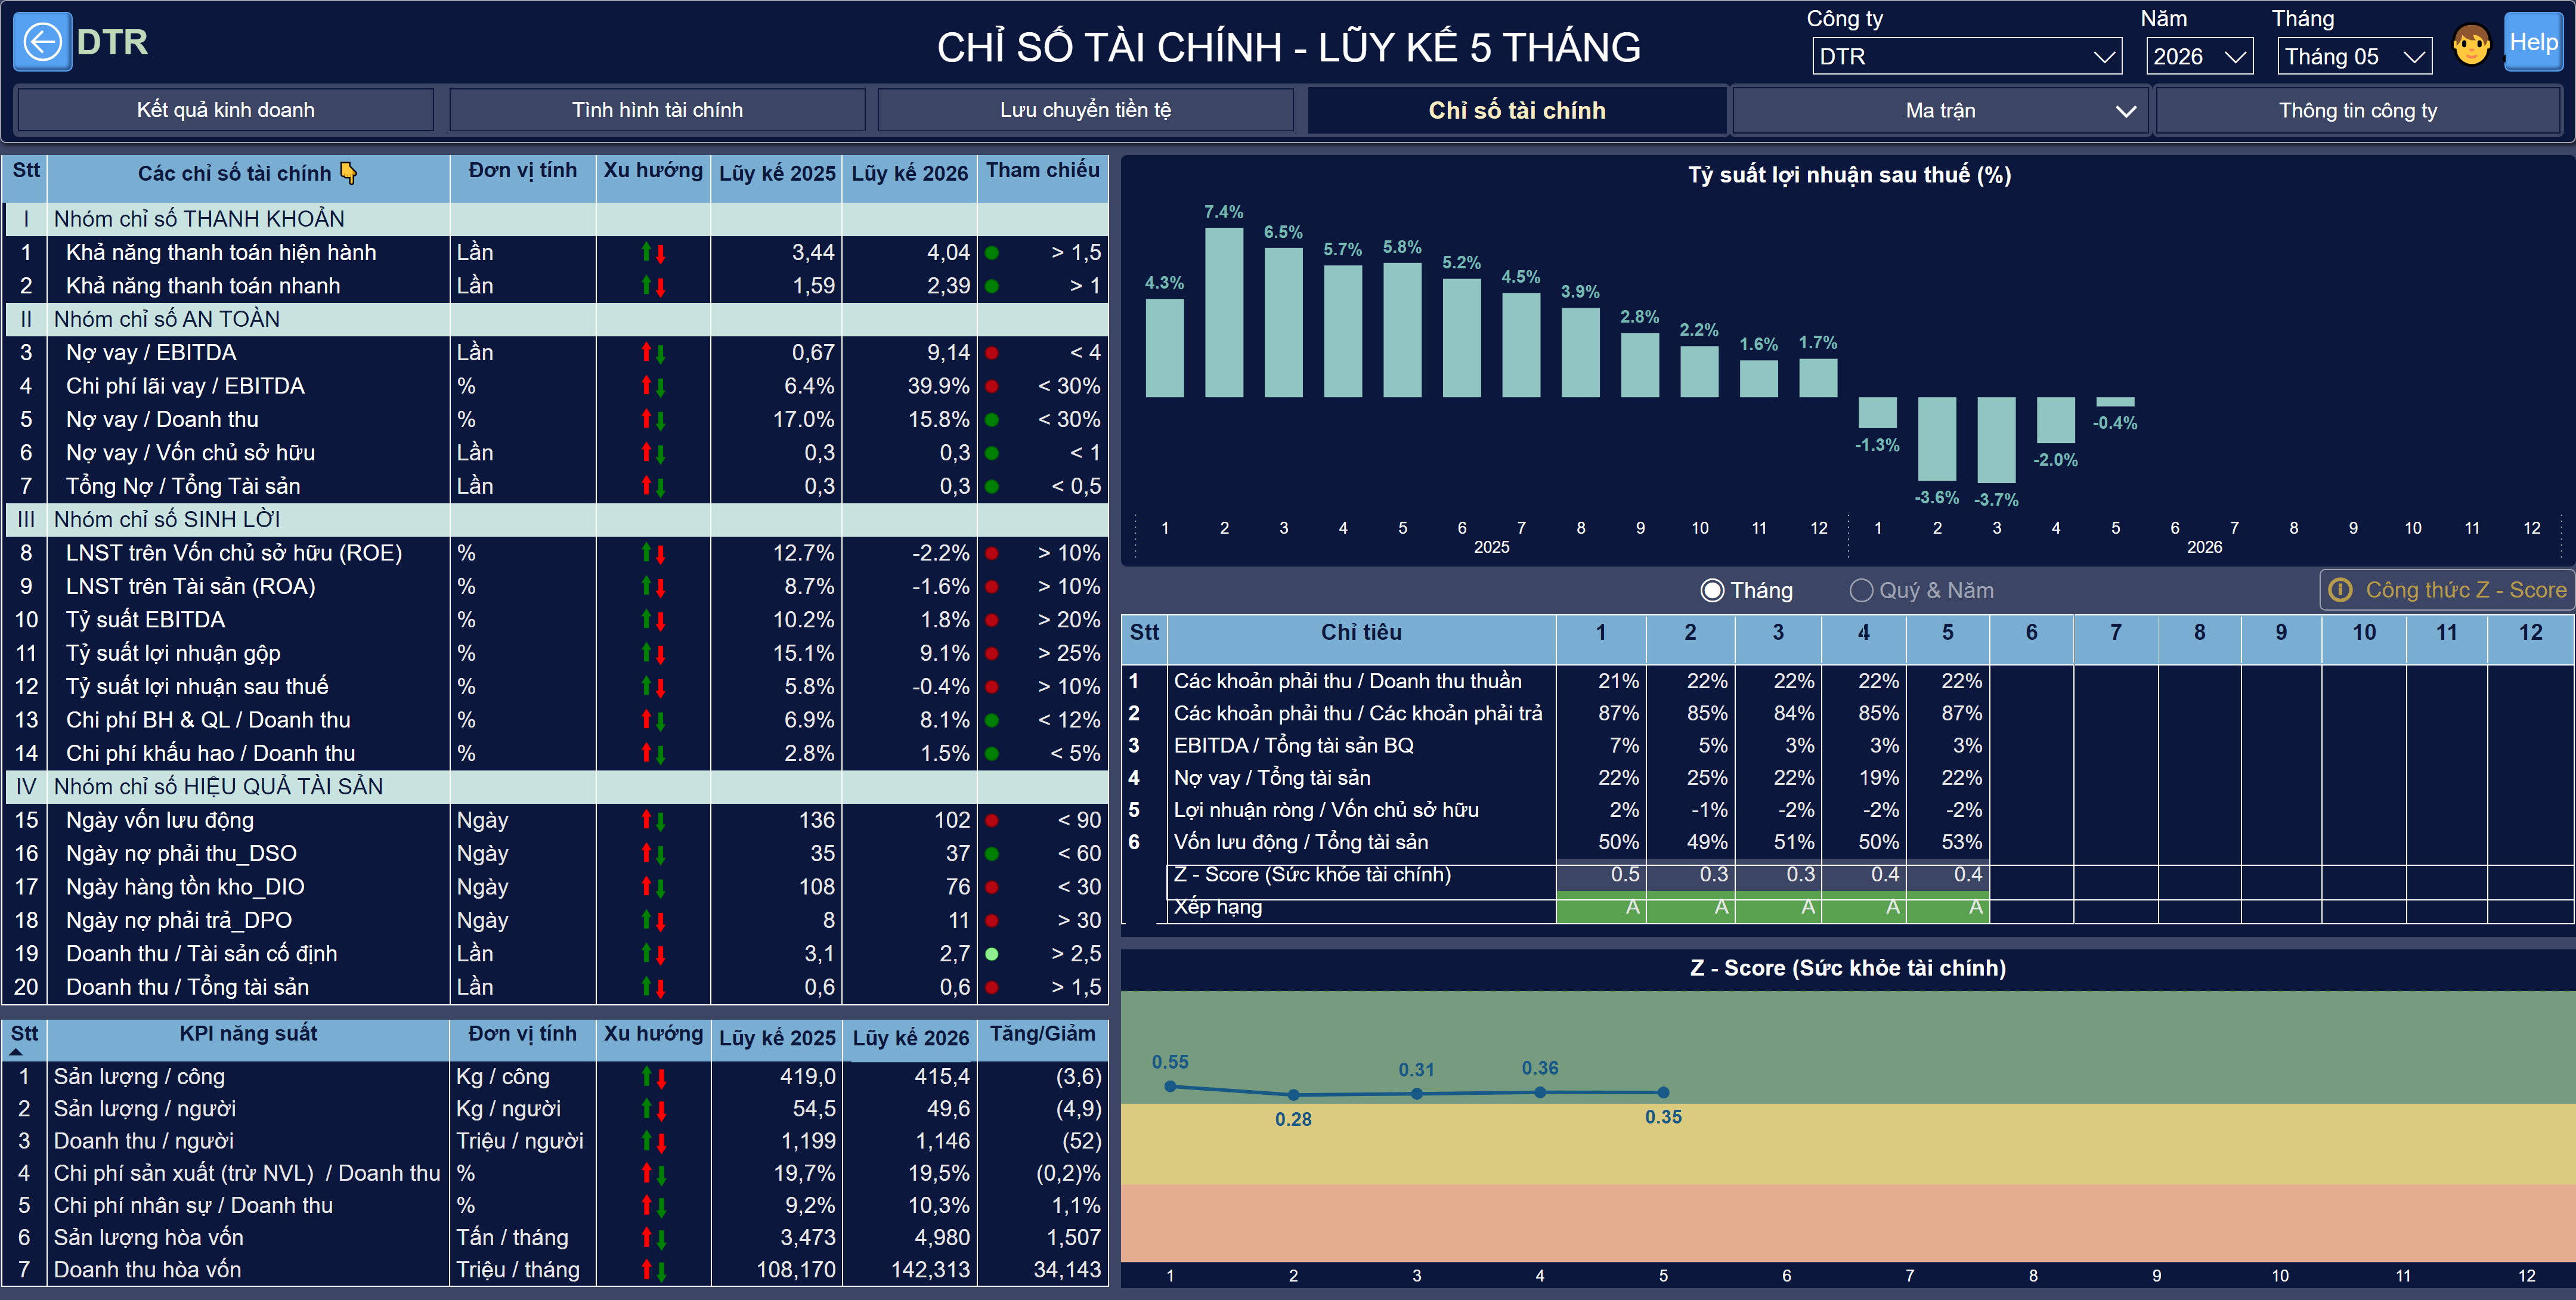 DTR
CHỈ SỐ TÀI CHÍNH - LŨY KẾ 5 THÁNG
Công ty
DTR
Năm
2026
Tháng
Tháng 05
Help
Kết quả kinh doanh
Tình hình tài chính
Lưu chuyển tiền tệ
Chỉ số tài chính
Ma trận
Thông tin công ty
Stt Các chỉ số tài chính Đơn vị tính Xu hướng Lũy kế 2025 Lũy kế 2026 Tham chiếu
I Nhóm chỉ số THANH KHOẢN
1 Khả năng thanh toán hiện hành Lần 3,44 4,04 > 1,5
2 Khả năng thanh toán nhanh Lần 1,59 2,39 > 1
II Nhóm chỉ số AN TOÀN
3 Nợ vay / EBITDA Lần 0,67 9,14 < 4
4 Chi phí lãi vay / EBITDA % 6.4% 39.9% < 30%
5 Nợ vay / Doanh thu % 17.0% 15.8% < 30%
6 Nợ vay / Vốn chủ sở hữu Lần 0,3 0,3 < 1
7 Tổng Nợ / Tổng Tài sản Lần 0,3 0,3 < 0,5
III Nhóm chỉ số SINH LỜI
8 LNST trên Vốn chủ sở hữu (ROE) % 12.7% -2.2% > 10%
9 LNST trên Tài sản (ROA) % 8.7% -1.6% > 10%
10 Tỷ suất EBITDA % 10.2% 1.8% > 20%
11 Tỷ suất lợi nhuận gộp % 15.1% 9.1% > 25%
12 Tỷ suất lợi nhuận sau thuế % 5.8% -0.4% > 10%
13 Chi phí BH & QL / Doanh thu % 6.9% 8.1% < 12%
14 Chi phí khấu hao / Doanh thu % 2.8% 1.5% < 5%
IV Nhóm chỉ số HIỆU QUẢ TÀI SẢN
15 Ngày vốn lưu động Ngày 136 102 < 90
16 Ngày nợ phải thu_DSO Ngày 35 37 < 60
17 Ngày hàng tồn kho_DIO Ngày 108 76 < 30
18 Ngày nợ phải trả_DPO Ngày 8 11 > 30
19 Doanh thu / Tài sản cố định Lần 3,1 2,7 > 2,5
20 Doanh thu / Tổng tài sản Lần 0,6 0,6 > 1,5
Stt KPI năng suất Đơn vị tính Xu hướng Lũy kế 2025 Lũy kế 2026 Tăng/Giảm
1 Sản lượng / công Kg / công 419,0 415,4 (3,6)
2 Sản lượng / người Kg / người 54,5 49,6 (4,9)
3 Doanh thu / người Triệu / người 1,199 1,146 (52)
4 Chi phí sản xuất (trừ NVL) / Doanh thu % 19,7% 19,5% (0,2)%
5 Chi phí nhân sự / Doanh thu % 9,2% 10,3% 1,1%
6 Sản lượng hòa vốn Tấn / tháng 3,473 4,980 1,507
7 Doanh thu hòa vốn Triệu / tháng 108,170 142,313 34,143
Tỷ suất lợi nhuận sau thuế (%)
4.3% 7.4% 6.5% 5.7% 5.8% 5.2% 4.5% 3.9% 2.8% 2.2% 1.6% 1.7% -1.3% -3.6% -3.7% -2.0% -0.4%
1 2 3 4 5 6 7 8 9 10 11 12 1 2 3 4 5 6 7 8 9 10 11 12
2025 2026
Tháng
Quý & Năm
Công thức Z - Score
Stt Chỉ tiêu 1 2 3 4 5 6 7 8 9 10 11 12
1 Các khoản phải thu / Doanh thu thuần 21% 22% 22% 22% 22%
2 Các khoản phải thu / Các khoản phải trả 87% 85% 84% 85% 87%
3 EBITDA / Tổng tài sản BQ 7% 5% 3% 3% 3%
4 Nợ vay / Tổng tài sản 22% 25% 22% 19% 22%
5 Lợi nhuận ròng / Vốn chủ sở hữu 2% -1% -2% -2% -2%
6 Vốn lưu động / Tổng tài sản 50% 49% 51% 50% 53%
Z - Score (Sức khỏe tài chính) 0.5 0.3 0.3 0.4 0.4
Xếp hạng A A A A A
Z - Score (Sức khỏe tài chính)
0.55 0.28 0.31 0.36 0.35
1 2 3 4 5 6 7 8 9 10 11 12